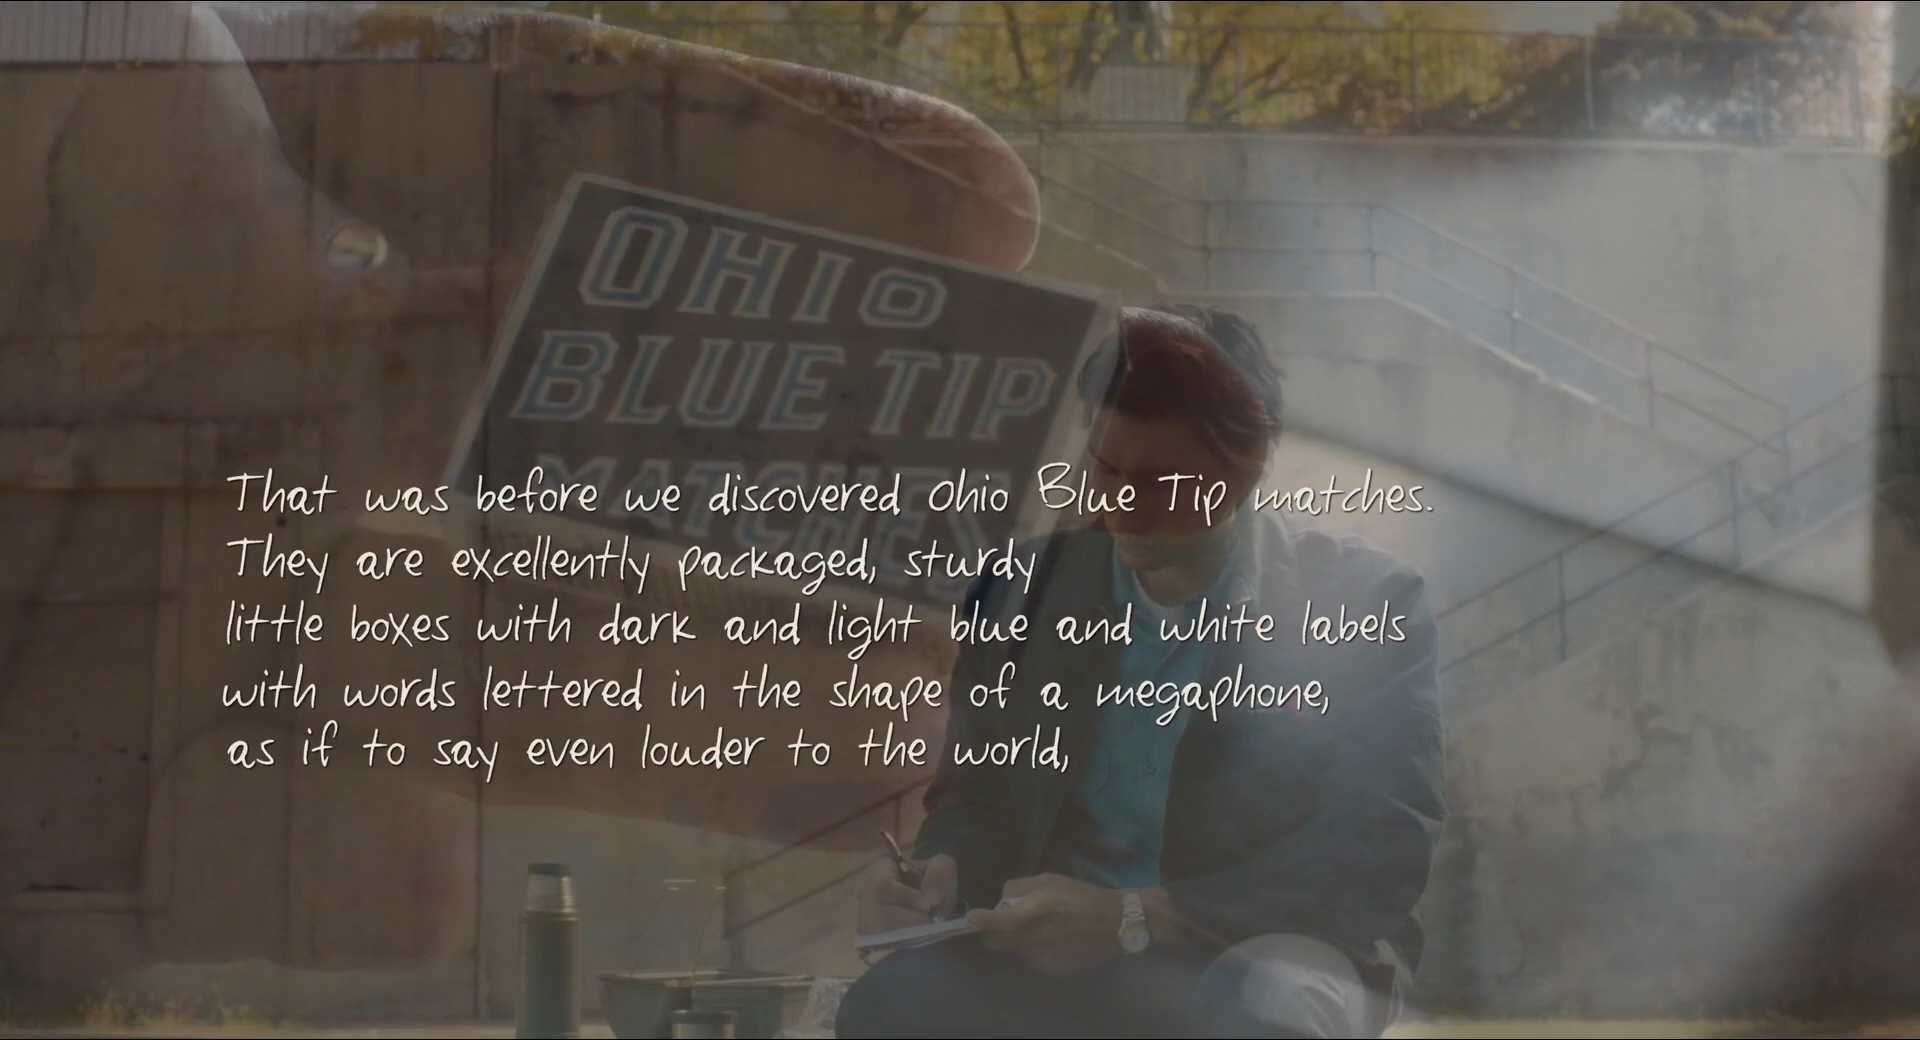 OHIO
BLUE TIP
MATCHES
That was before we discovered Ohio Blue Tip matches.
They are excellently packaged, sturdy
little boxes with dark and light blue and white labels
with words lettered in the shape of a megaphone,
as if to say even louder to the world,